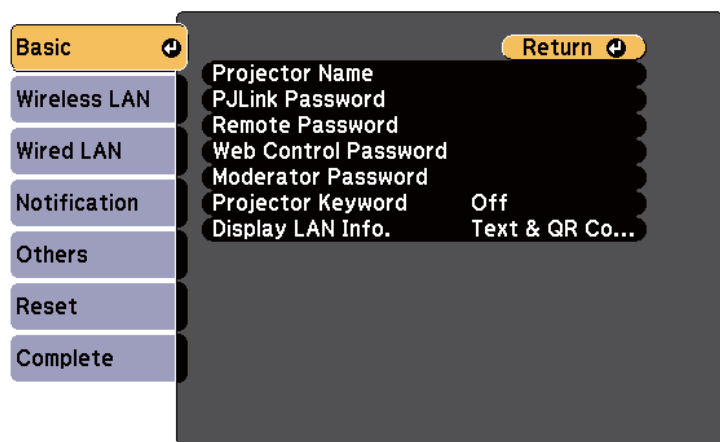 Basic
Wireless LAN
Wired LAN
Notification
Others
Reset
Complete
Return
Projector Name
PJLink Password
Remote Password
Web Control Password
Moderator Password
Projector Keyword Off
Display LAN Info. Text & QR Co...